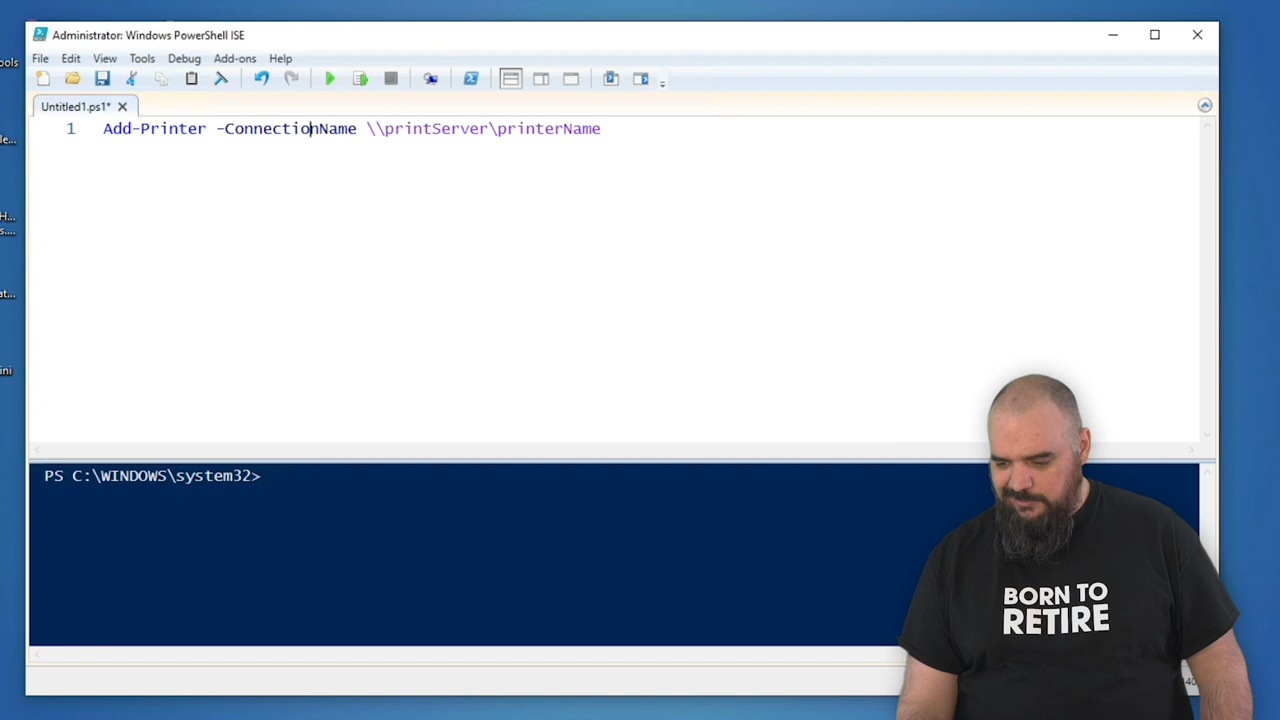 Administrator: Windows PowerShell ISE
File Edit View Tools Debug Add-ons Help
Untitled1.ps1*
1 Add-Printer -ConnectionName \\printServer\printerName
PS C:\WINDOWS\system32>
BORN TO
RETIRE